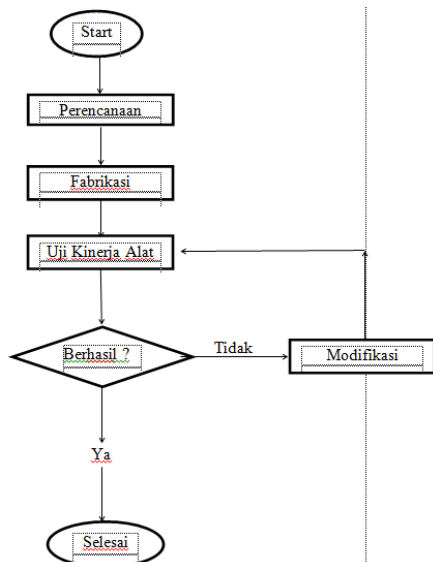 Start
Perencanaan
Fabrikasi
Uji Kinerja Alat
Berhasil ?
Tidak
Modifikasi
Ya
Selesai